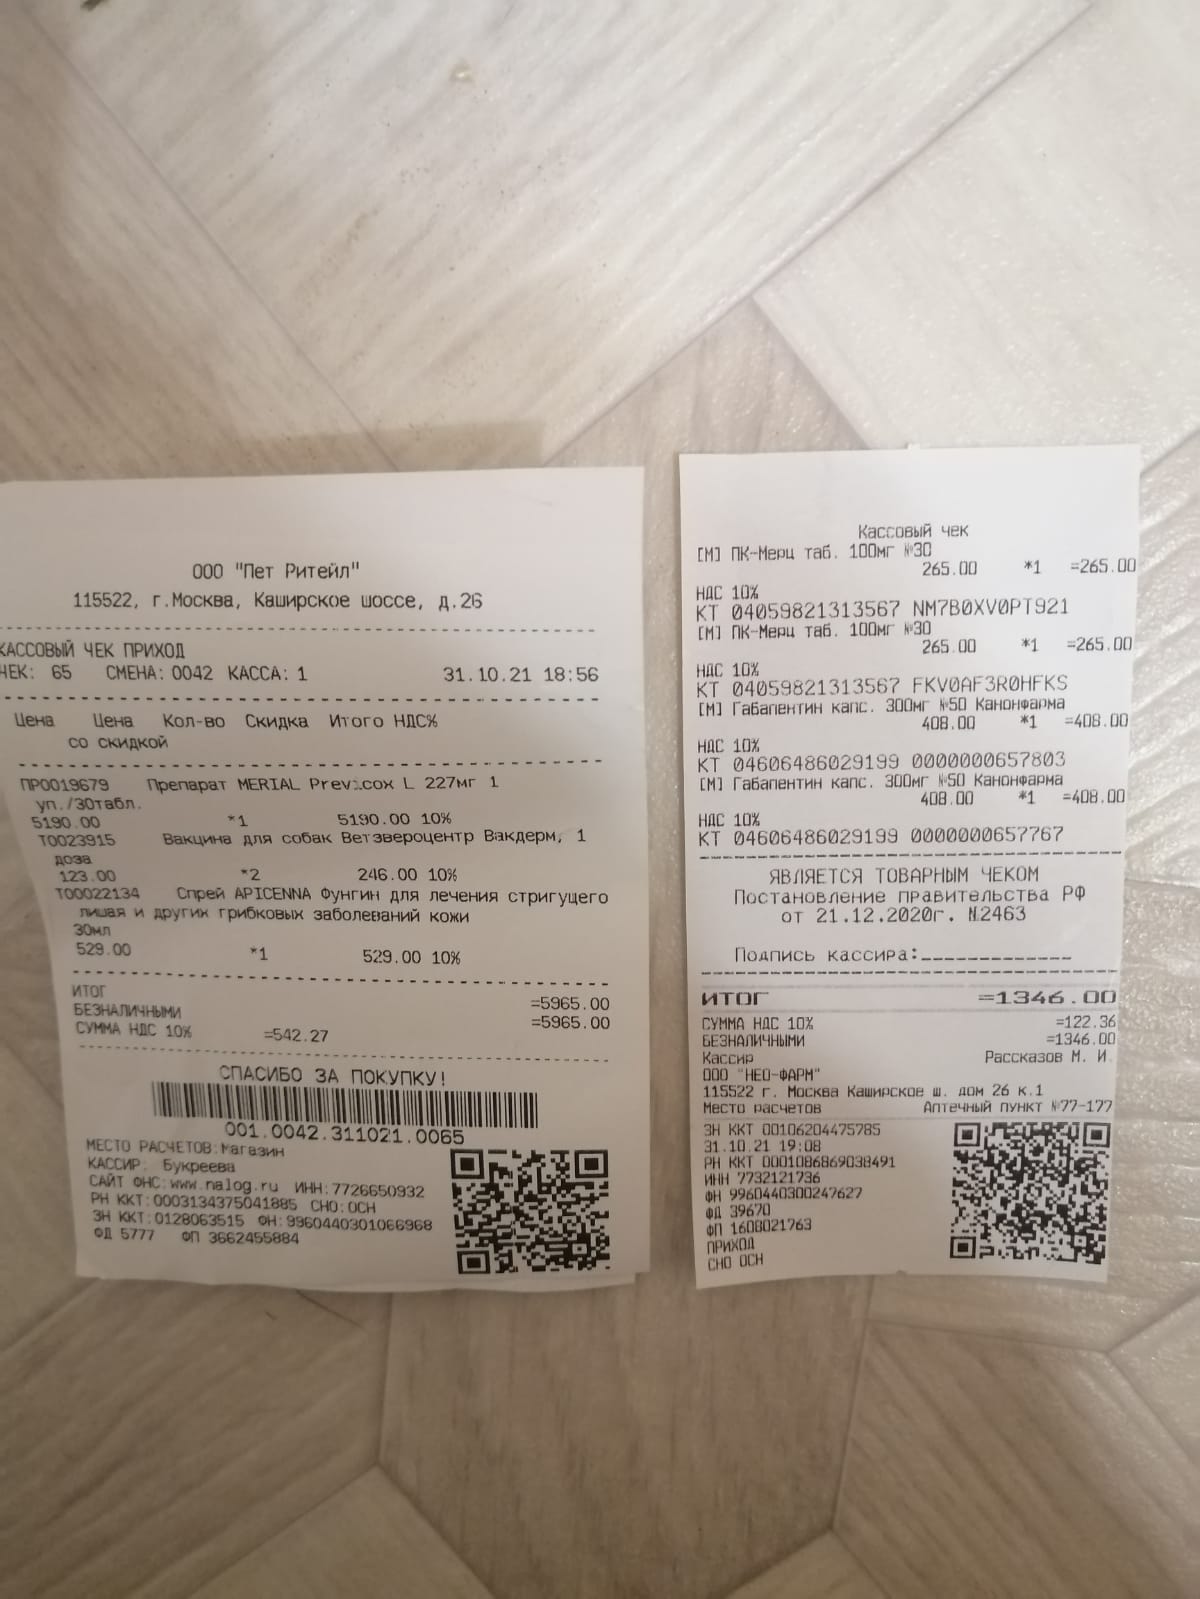 ООО "Пет Ритейл"
115522, г.Москва, Каширское шоссе, д.26
КАССОВЫЙ ЧЕК ПРИХОД
ЧЕК: 65 СМЕНА: 0042 КАССА: 1 31.10.21 18:56
Цена Цена Кол-во Скидка Итого НДС%
со скидкой
ПР0019679 Препарат MERIAL Previcox L 227мг 1
уп./30табл.
5190.00 *1 5190.00 10%
Т0023915 Вакцина для собак Ветзвероцентр Вакдерм, 1
доза
123.00 *2 246.00 10%
Т00022134 Спрей APICENNA Фунгин для лечения стригущего
лишая и других грибковых заболеваний кожи
30мл
529.00 *1 529.00 10%
ИТОГ =5965.00
БЕЗНАЛИЧНЫМИ =5965.00
СУММА НДС 10% =542.27
СПАСИБО ЗА ПОКУПКУ!
001.0042.311021.0065
МЕСТО РАСЧЕТОВ:Магазин
КАССИР: Букреева
САЙТ ФНС:www.nalog.ru ИНН:7726650932
РН ККТ:0003134375041885 СНО:ОСН
ЗН ККТ:0128063515 ФН:9960440301066968
ФД 5777 ФП 3662455884
Кассовый чек
[М] ПК-Мерц таб. 100мг №30
265.00 *1 =265.00
НДС 10%
КТ 04059821313567 NM7B0XV0PT921
[М] ПК-Мерц таб. 100мг №30
265.00 *1 =265.00
НДС 10%
КТ 04059821313567 FKV0AF3R0HFKS
[М] Габапентин капс. 300мг №50 Канонфарма
408.00 *1 =408.00
НДС 10%
КТ 04606486029199 0000000657803
[М] Габапентин капс. 300мг №50 Канонфарма
408.00 *1 =408.00
НДС 10%
КТ 04606486029199 0000000657767
ЯВЛЯЕТСЯ ТОВАРНЫМ ЧЕКОМ
Постановление правительства РФ
от 21.12.2020г. №2463
Подпись кассира:____________
ИТОГ =1346.00
СУММА НДС 10% =122.36
БЕЗНАЛИЧНЫМИ =1346.00
Кассир Рассказов М. И.
ООО "НЕО-ФАРМ"
115522 г. Москва Каширское ш. дом 26 к.1
Место расчетов Аптечный пункт №77-177
ЗН ККТ 00106204475785
31.10.21 19:08
РН ККТ 0001086869038491
ИНН 7732121736
ФН 9960440300247627
ФД 39670
ФП 1608021763
ПРИХОД
СНО ОСН